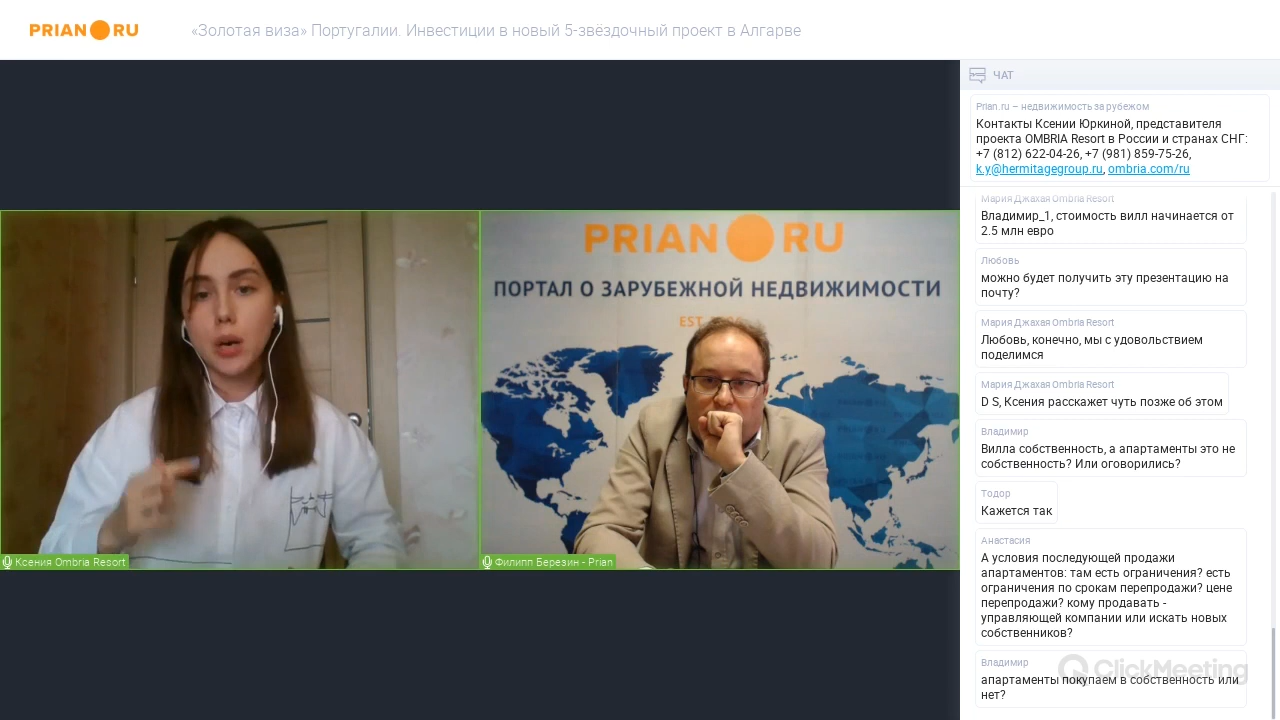 PRIAN RU
«Золотая виза» Португалии. Инвестиции в новый 5-звёздочный проект в Алгарве
PRIAN RU
ПОРТАЛ О ЗАРУБЕЖНОЙ НЕДВИЖИМОСТИ
EST.
Ксения Ombria Resort
Филипп Березин - Prian
ЧАТ
Prian.ru – недвижимость за рубежом
Контакты Ксении Юркиной, представителя
проекта OMBRIA Resort в России и странах СНГ:
+7 (812) 622-04-26, +7 (981) 859-75-26,
k.y@hermitagegroup.ru, ombria.com/ru
Мария Джахая Ombria Resort
Владимир_1, стоимость вилл начинается от
2.5 млн евро
Любовь
можно будет получить эту презентацию на
почту?
Мария Джахая Ombria Resort
Любовь, конечно, мы с удовольствием
поделимся
Мария Джахая Ombria Resort
D S, Ксения расскажет чуть позже об этом
Владимир
Вилла собственность, а апартаменты это не
собственность? Или оговорились?
Тодор
Кажется так
Анастасия
А условия последующей продажи
апартаментов: там есть ограничения? есть
ограничения по срокам перепродажи? цене
перепродажи? кому продавать -
управляющей компании или искать новых
собственников?
Владимир
апартаменты покупаем в собственность или
нет?
ClickMeeting